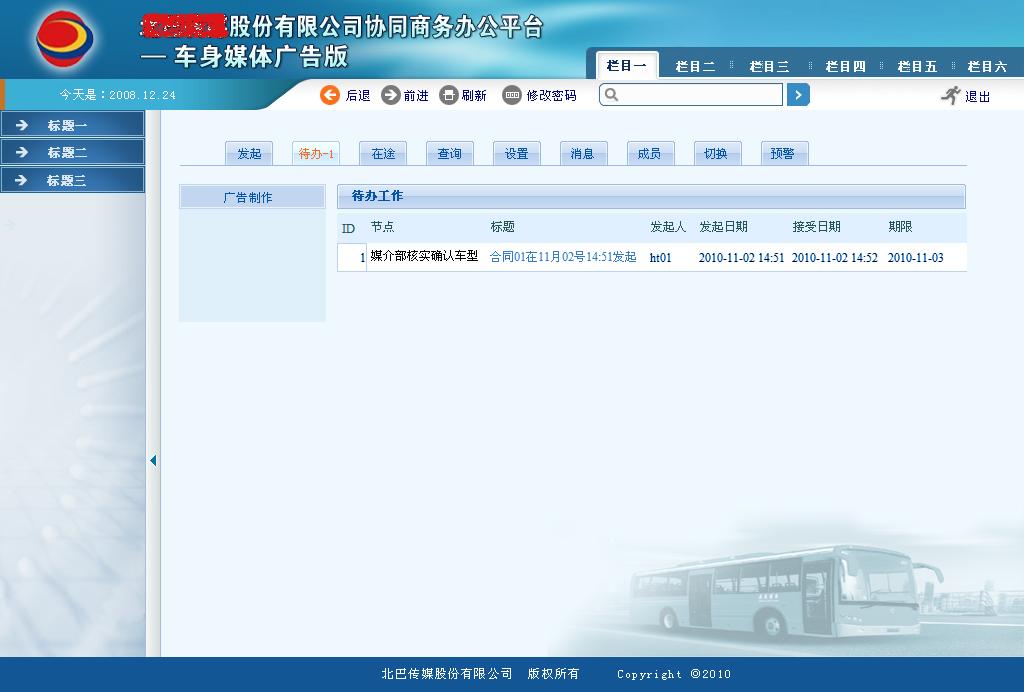 股份有限公司协同商务办公平台
— 车身媒体广告版
栏目一 栏目二 栏目三 栏目四 栏目五 栏目六
今天是：2008.12.24
后退 前进 刷新 修改密码
退出
标题一
标题二
标题三
发起 待办-1 在途 查询 设置 消息 成员 切换 预警
广告制作
待办工作
ID 节点 标题 发起人 发起日期 接受日期 期限
1 媒介部核实确认车型 合同01在11月02号14:51发起 ht01 2010-11-02 14:51 2010-11-02 14:52 2010-11-03
北巴传媒股份有限公司 版权所有 Copyright ©2010